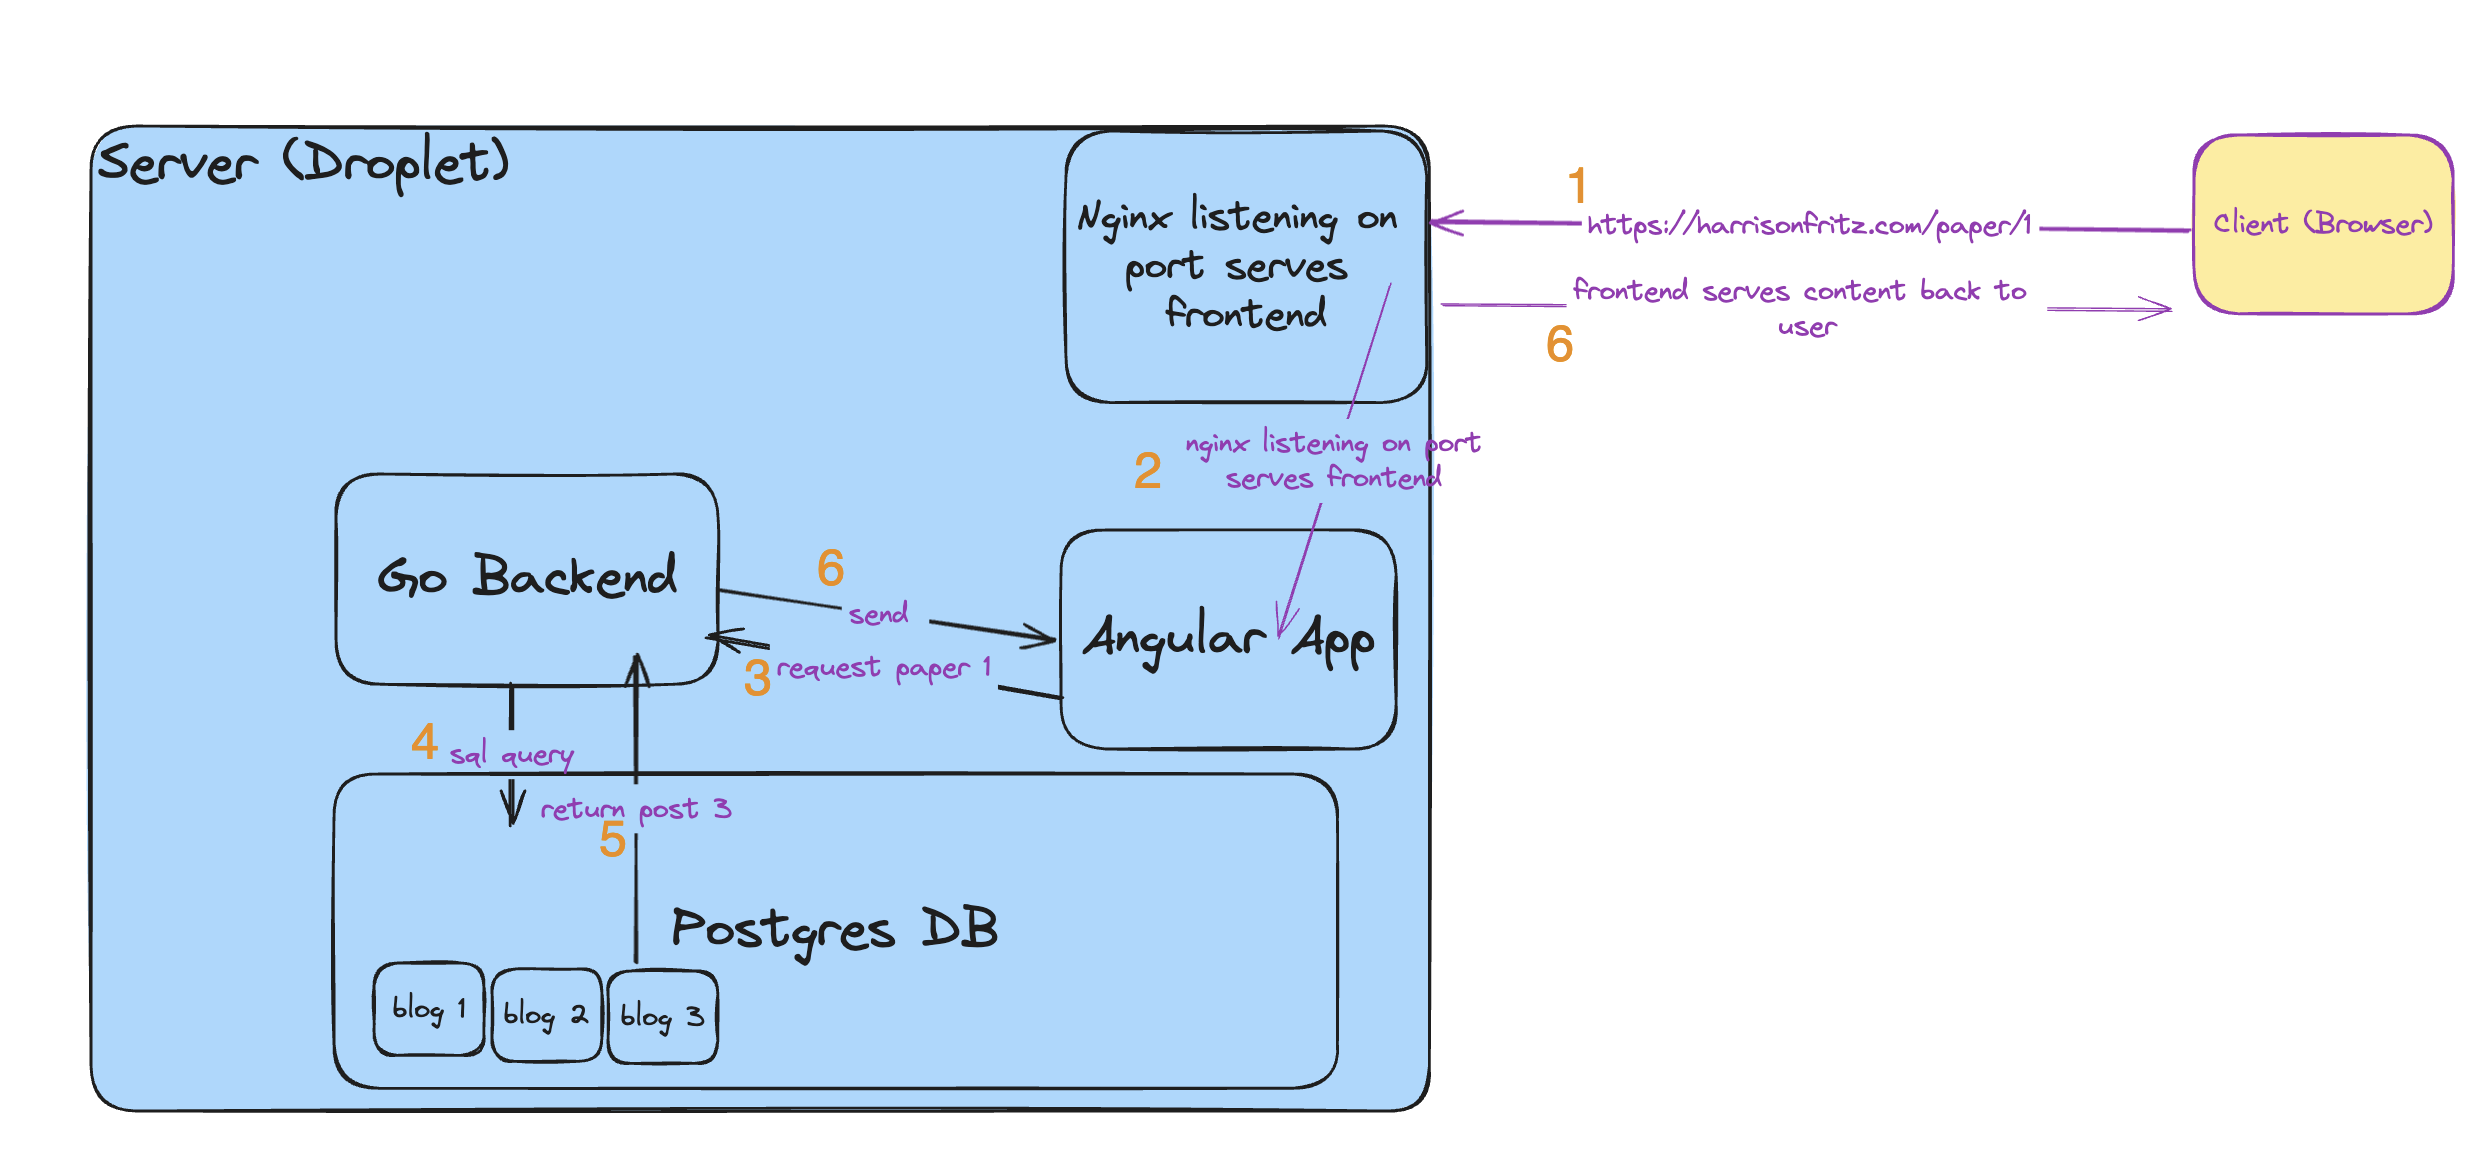 Server (Droplet)
Nginx listening on
port serves
frontend
1
https://harrisonfritz.com/paper/1
Client (Browser)
frontend serves content back to
user
6
2
nginx listening on port
serves frontend
Go Backend
6
send
3
request paper 1
Angular App
4
sql query
return post 3
5
Postgres DB
blog 1
blog 2
blog 3